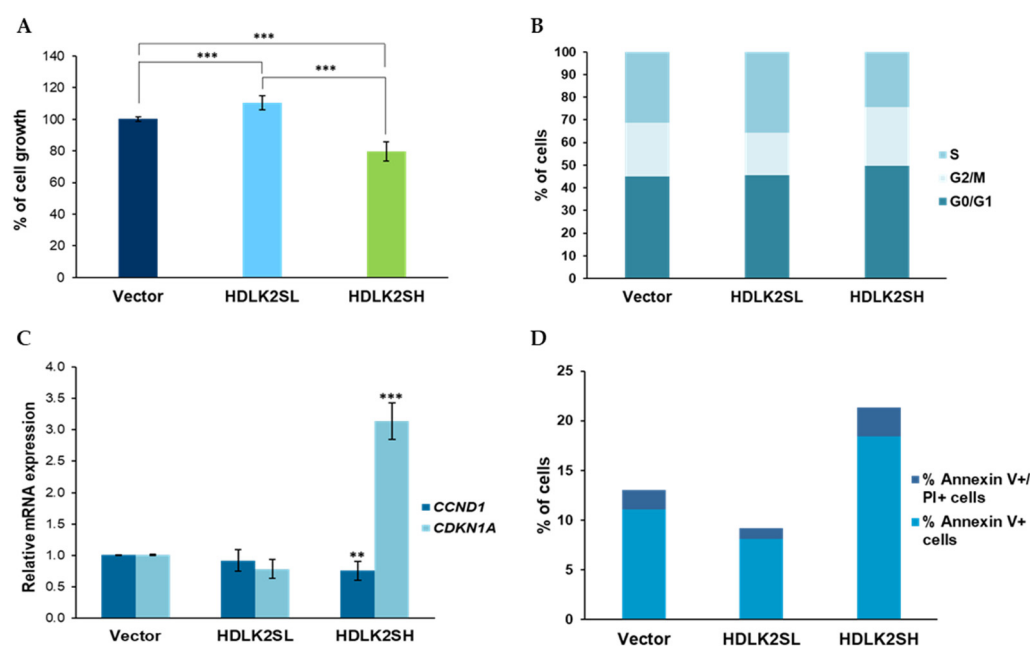 A
***
***
***
140
120
100
80
60
40
20
0
% of cell growth
Vector HDLK2SL HDLK2SH
B
100
90
80
70
60
50
40
30
20
10
0
% of cells
S
G2/M
G0/G1
Vector HDLK2SL HDLK2SH
C
4.0
3.5
3.0
2.5
2.0
1.5
1.0
0.5
0.0
Relative mRNA expression
***
**
CCND1
CDKN1A
Vector HDLK2SL HDLK2SH
D
25
20
15
10
5
0
% of cells
% Annexin V+/
PI+ cells
% Annexin V+
cells
Vector HDLK2SL HDLK2SH